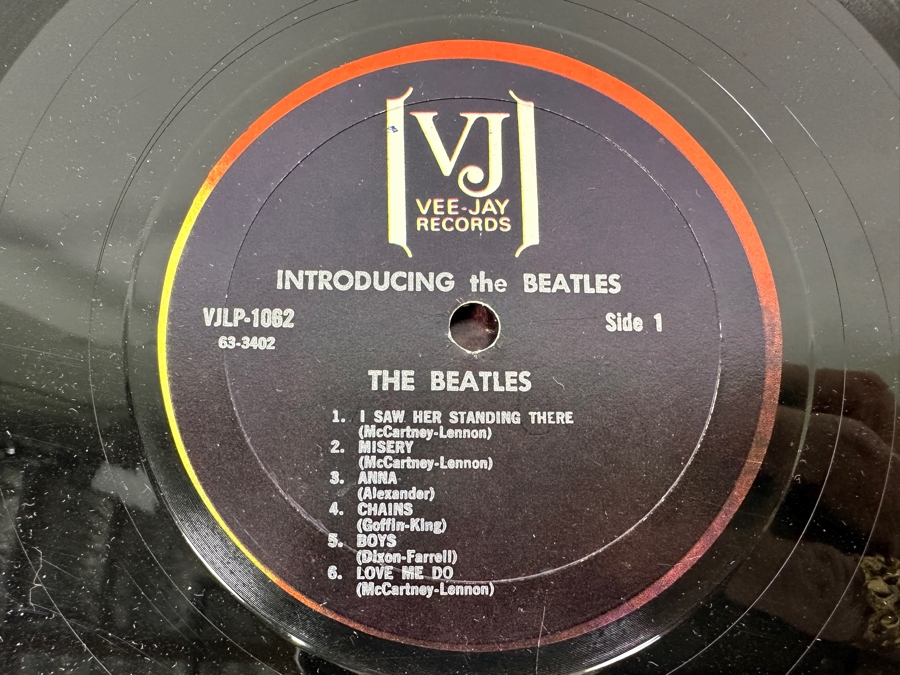 VJ
VEE-JAY
RECORDS
INTRODUCING the BEATLES
VJLP-1062 Side 1
63-3402
THE BEATLES
1. I SAW HER STANDING THERE
(McCartney-Lennon)
2. MISERY
(McCartney-Lennon)
3. ANNA
(Alexander)
4. CHAINS
(Goffin-King)
5. BOYS
(Dixon-Farrell)
6. LOVE ME DO
(McCartney-Lennon)